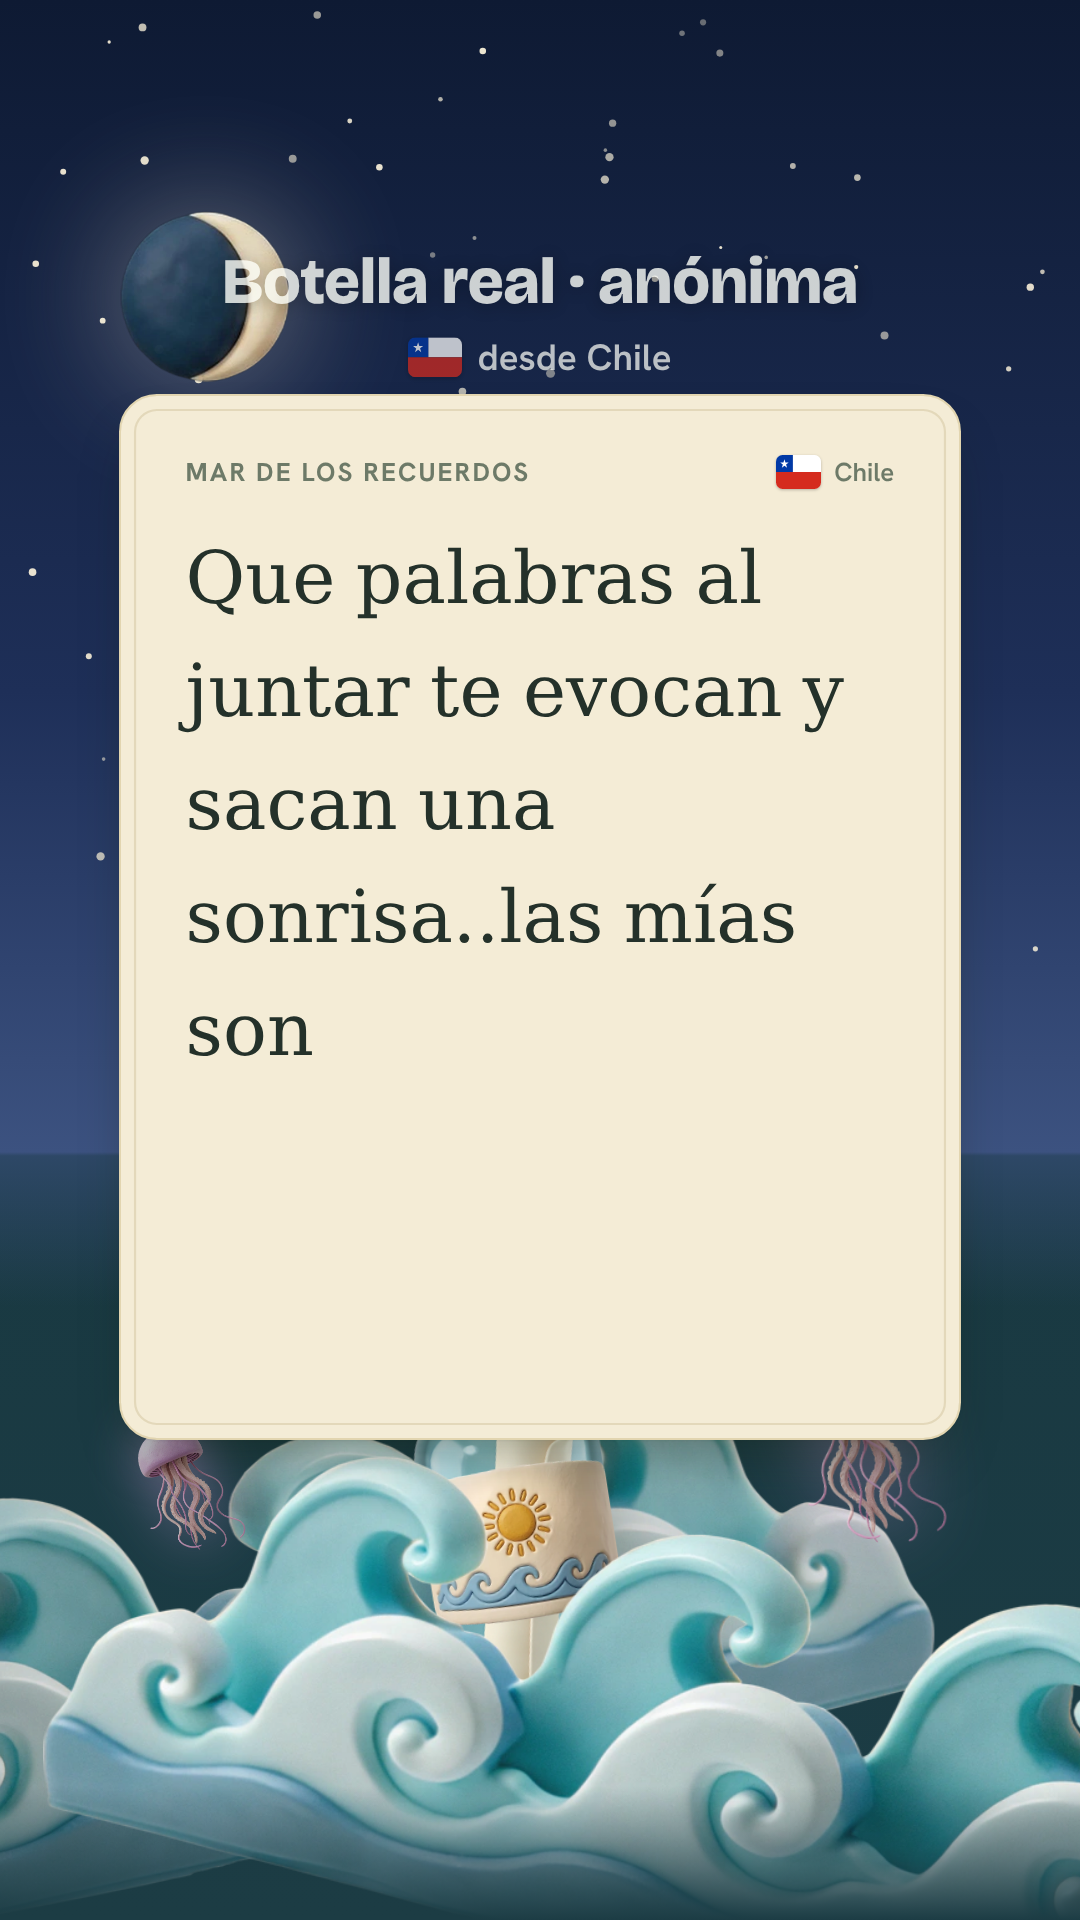 Botella real · anónima
desde Chile
MAR DE LOS RECUERDOS
Chile
Que palabras al
juntar te evocan y
sacan una
sonrisa..las mías
son